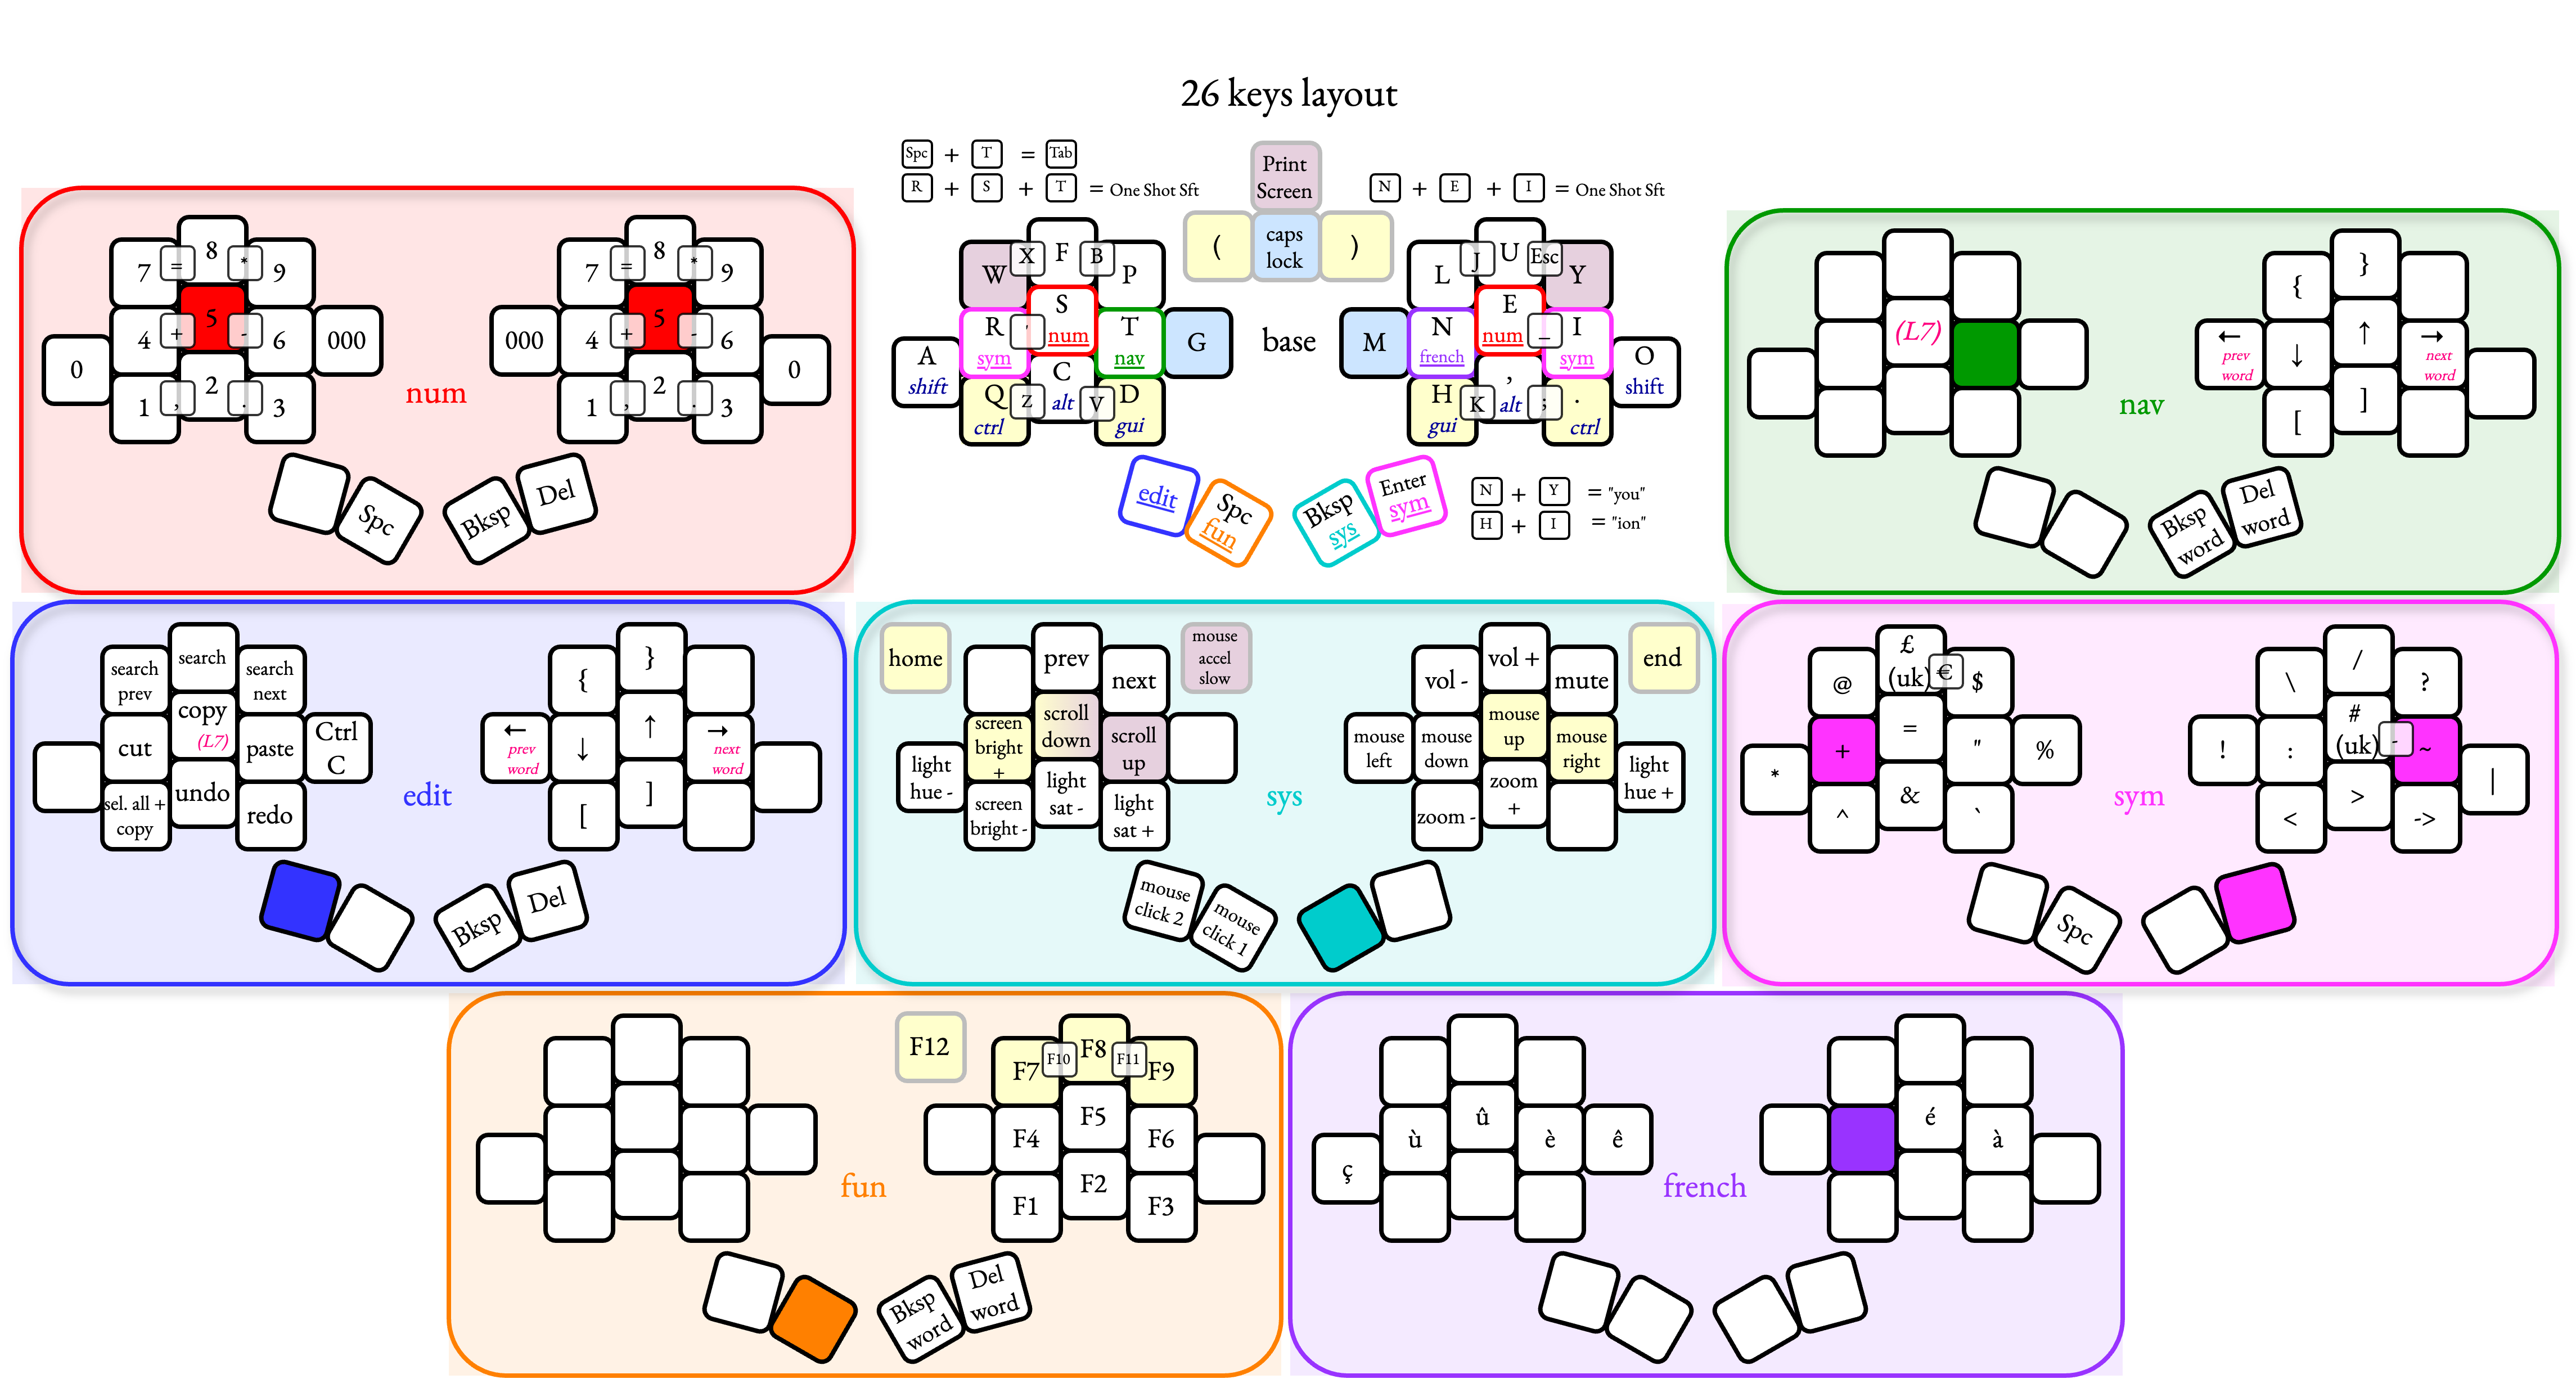 26 keys layout
Spc + T = Tab
R + S + T = One Shot Sft
Print
Screen
( caps
lock )
N + E + I = One Shot Sft
8
7 = * 9
5
4 + - 6
0 000
2
1 , . 3
Spc
num
8
7 = * 9
5
000 4 + - 6
0
2
1 , . 3
Bksp Del
W X F B P
R
sym
'
S
num
T
nav
G
A
shift
Q
ctrl
Z
C
alt
V
D
gui
edit
Spc
fun
base
L J U Esc Y
M
N
french
E
num
_
I
sym
O
shift
H
gui
K
,
alt
;
.
ctrl
Bksp
sys
Enter
sym
N + Y = "you"
H + I = "ion"
(L7)
nav
{ }
←
prev
word
↓ ↑
→
next
word
[ ]
Bksp
word
Del
word
search
prev
search
search
next
cut
copy
(L7)
paste
Ctrl
C
sel. all +
copy
undo
redo
edit
{ }
←
prev
word
↓ ↑
→
next
word
[ ]
Bksp Del
home
prev
next
mouse
accel
slow
light
hue -
screen
bright
+
scroll
down
scroll
up
screen
bright -
light
sat -
light
sat +
mouse
click 2
mouse
click 1
sys
vol -
vol +
mute
end
mouse
left
mouse
down
mouse
up
mouse
right
light
hue +
zoom -
zoom
+
@
£
(uk)
€
$
*
+ = " %
^ & `
Spc
sym
\ / ?
! :
#
(uk)
-
~
|
< > ->
fun
F12
F7 F10 F8 F11 F9
F4 F5 F6
F1 F2 F3
Bksp
word
Del
word
ç ù û è ê
french
é à